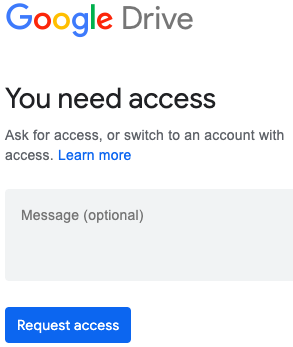 Google Drive
You need access
Ask for access, or switch to an account with
access. Learn more
Message (optional)
Request access